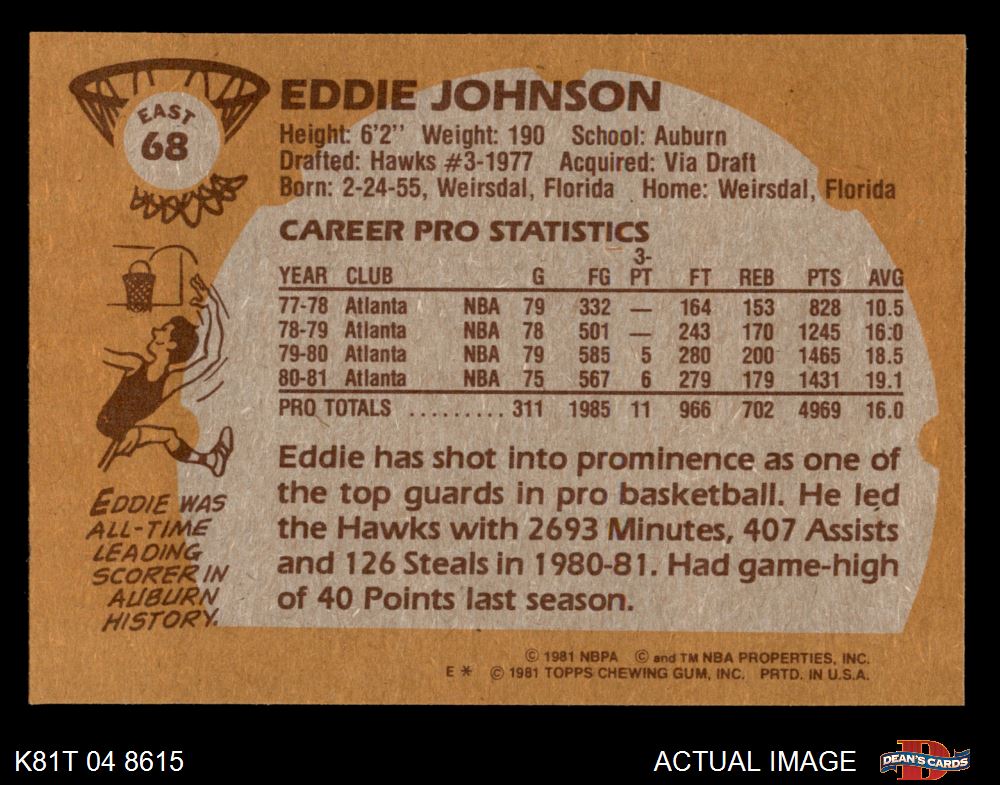 EAST
68
EDDIE JOHNSON
Height: 6'2" Weight: 190 School: Auburn
Drafted: Hawks #3-1977 Acquired: Via Draft
Born: 2-24-55, Weirsdal, Florida Home: Weirsdal, Florida
CAREER PRO STATISTICS
YEAR CLUB G FG 3-PT FT REB PTS AVG
77-78 Atlanta NBA 79 332 — 164 153 828 10.5
78-79 Atlanta NBA 78 501 — 243 170 1245 16.0
79-80 Atlanta NBA 79 585 5 280 200 1465 18.5
80-81 Atlanta NBA 75 567 6 279 179 1431 19.1
PRO TOTALS ......... 311 1985 11 966 702 4969 16.0
Eddie has shot into prominence as one of
the top guards in pro basketball. He led
the Hawks with 2693 Minutes, 407 Assists
and 126 Steals in 1980-81. Had game-high
of 40 Points last season.
EDDIE WAS
ALL-TIME
LEADING
SCORER IN
AUBURN
HISTORY.
© 1981 NBPA © and TM NBA PROPERTIES, INC.
E * © 1981 TOPPS CHEWING GUM, INC. PRTD. IN U.S.A.
K81T 04 8615
ACTUAL IMAGE
D
DEAN'S CARDS